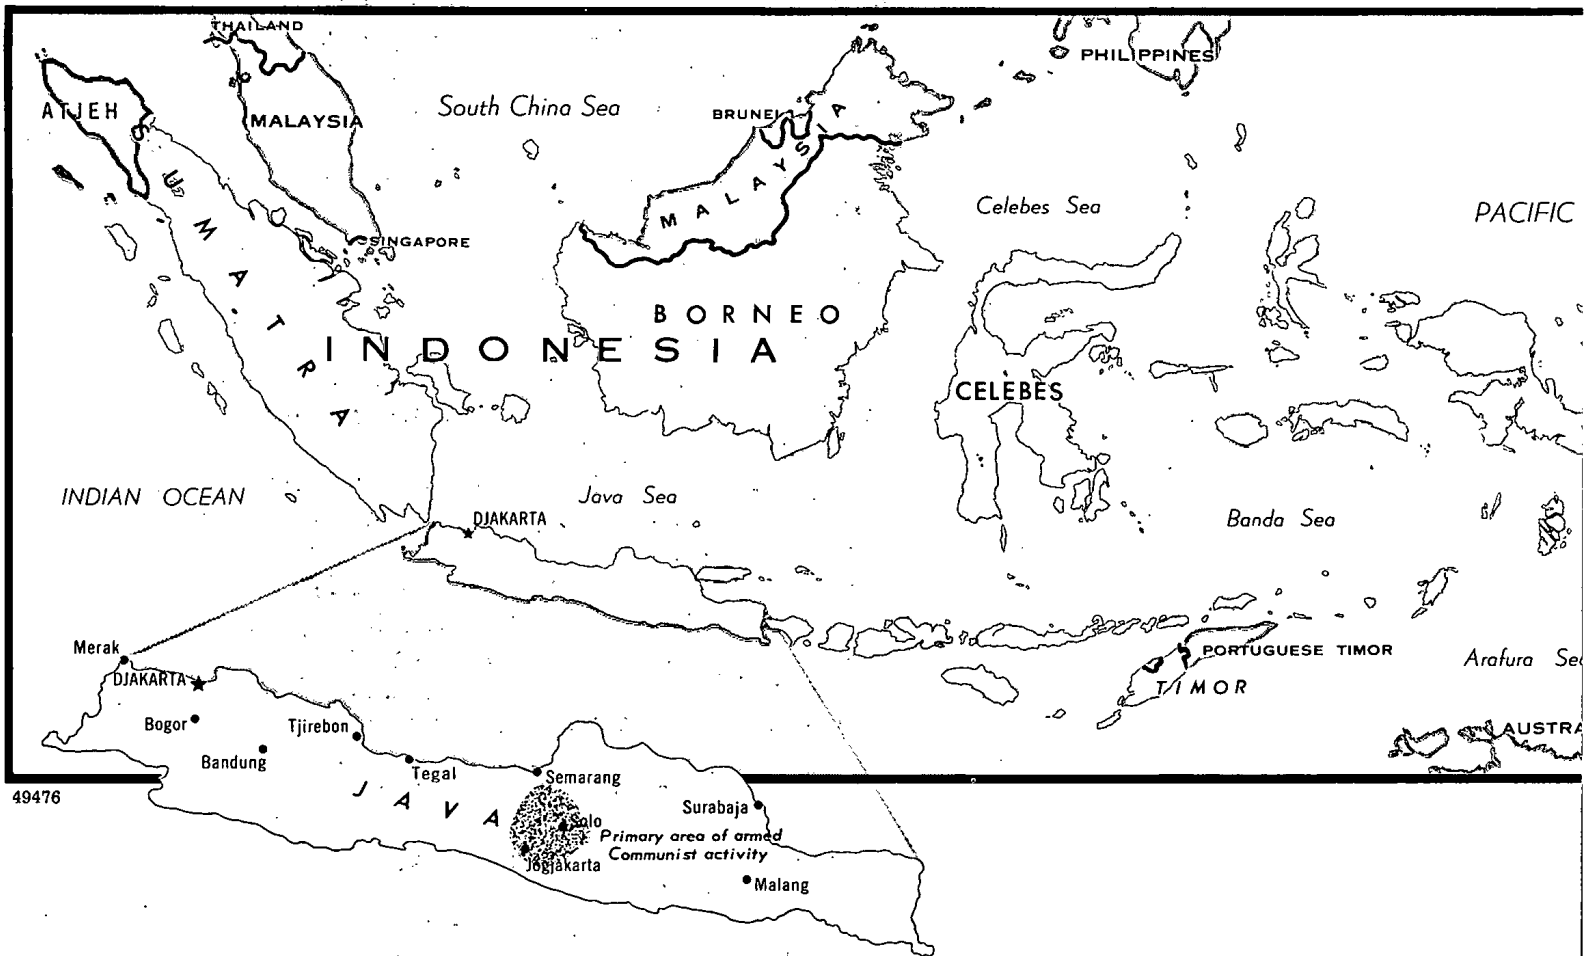 THAILAND
PHILIPPINES
ATJEH
MALAYSIA
South China Sea
BRUNEI
MALAYSIA
SUMATRA
Celebes Sea
PACIFIC
SINGAPORE
BORNEO
INDONESIA
CELEBES
INDIAN OCEAN
Java Sea
Banda Sea
DJAKARTA
Merak
PORTUGUESE TIMOR
Arafura Sea
TIMOR
DJAKARTA
Bogor
Tjirebon
AUSTRA
Bandung
Tegal
Semarang
49476
JAVA
Surabaja
Solo
Primary area of armed
Communist activity
Jogjakarta
Malang